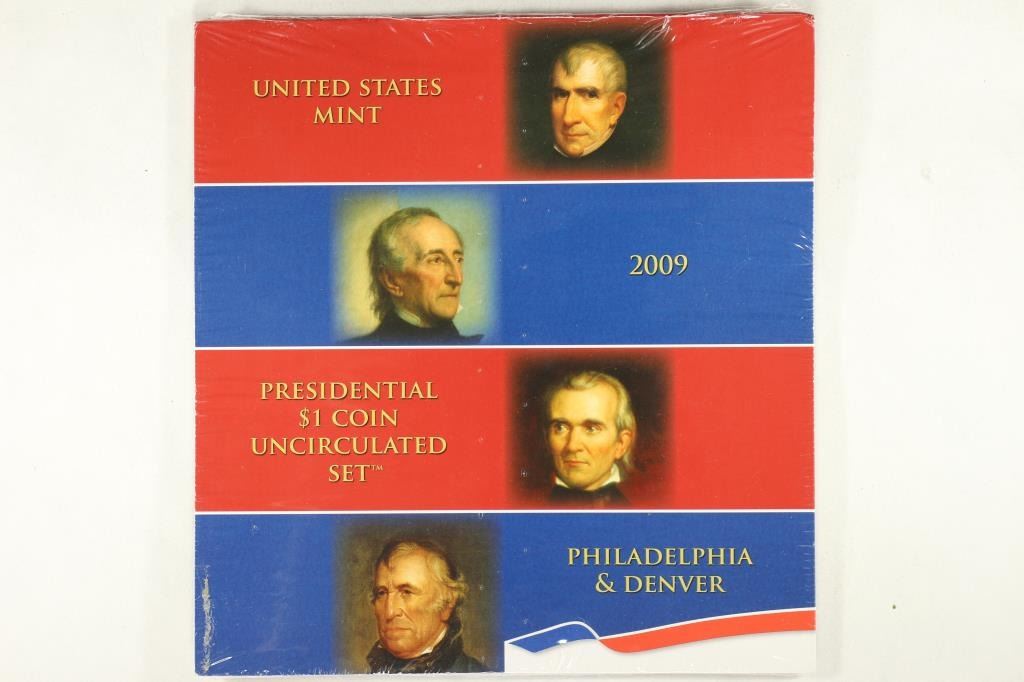 UNITED STATES
MINT
2009
PRESIDENTIAL
$1 COIN
UNCIRCULATED
SET™
PHILADELPHIA
& DENVER